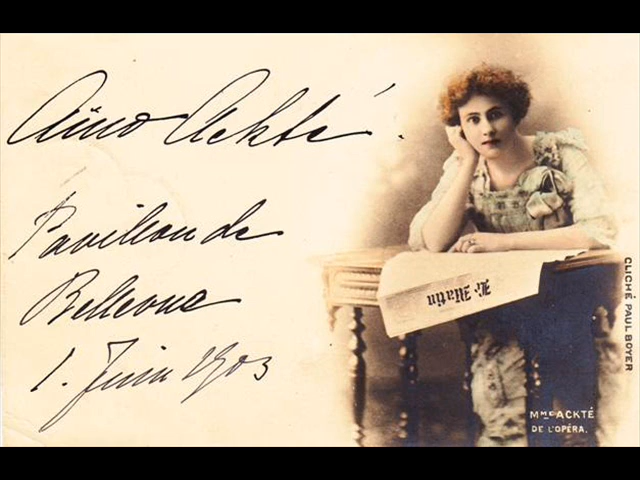 Aïno Ackté.
Pavillon de
Bellevue
1. Juin 1903
Le Matin
CLICHÉ PAUL BOYER
MME ACKTÉ
DE L'OPÉRA.